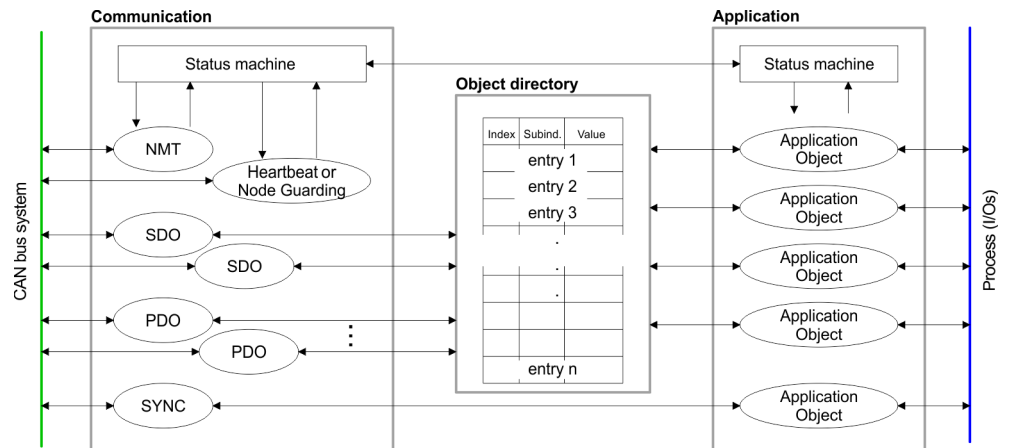 Communication
Application
Status machine
Status machine
Object directory
Index Subind. Value
entry 1
entry 2
entry 3
.
.
.
entry n
NMT
Heartbeat or
Node Guarding
SDO
SDO
PDO
PDO
SYNC
Application
Object
Application
Object
Application
Object
Application
Object
Application
Object
CAN bus system
Process (I/Os)